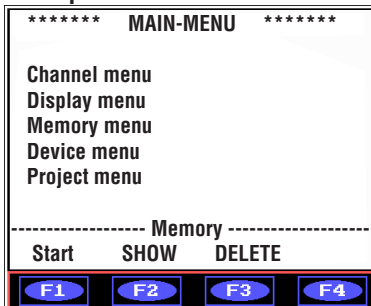 ******* MAIN-MENU *******
Channel menu
Display menu
Memory menu
Device menu
Project menu
----------------- Memory ------------------
Start SHOW DELETE
F1 F2 F3 F4